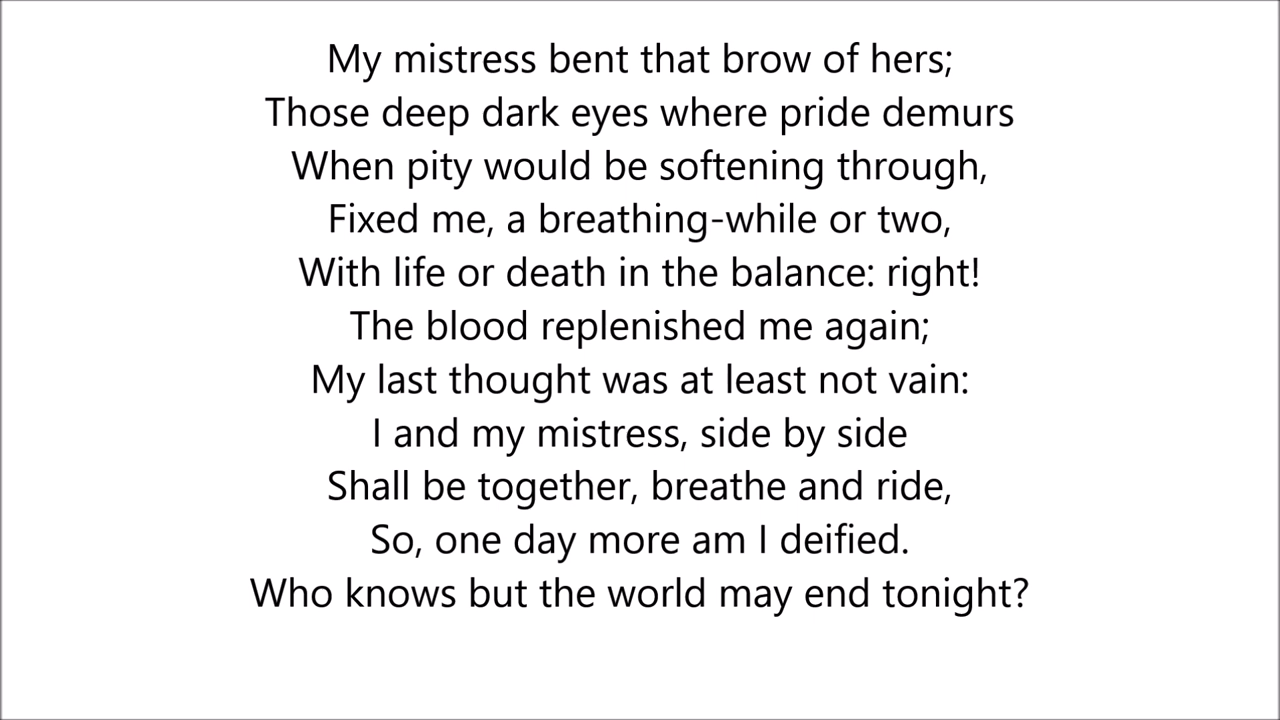 My mistress bent that brow of hers;
Those deep dark eyes where pride demurs
When pity would be softening through,
Fixed me, a breathing-while or two,
With life or death in the balance: right!
The blood replenished me again;
My last thought was at least not vain:
I and my mistress, side by side
Shall be together, breathe and ride,
So, one day more am I deified.
Who knows but the world may end tonight?